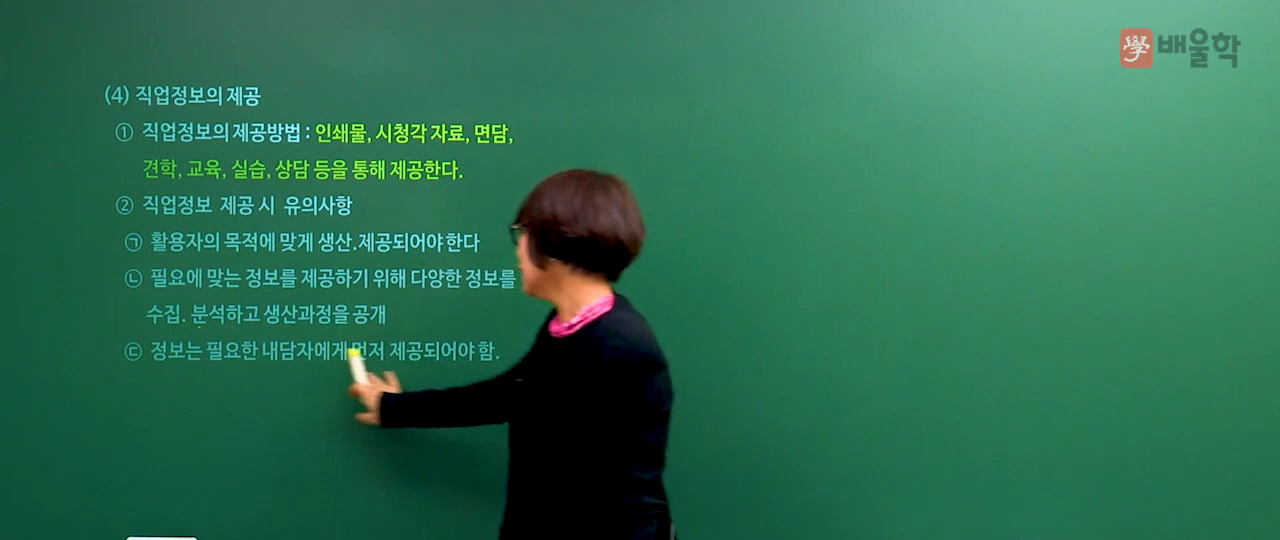 學 배울학
(4) 직업정보의 제공
① 직업정보의 제공방법 : 인쇄물, 시청각 자료, 면담,
견학, 교육, 실습, 상담 등을 통해 제공한다.
② 직업정보 제공 시 유의사항
㉠ 활용자의 목적에 맞게 생산.제공되어야 한다
㉡ 필요에 맞는 정보를 제공하기 위해 다양한 정보를
수집. 분석하고 생산과정을 공개
㉢ 정보는 필요한 내담자에게 먼저 제공되어야 함.